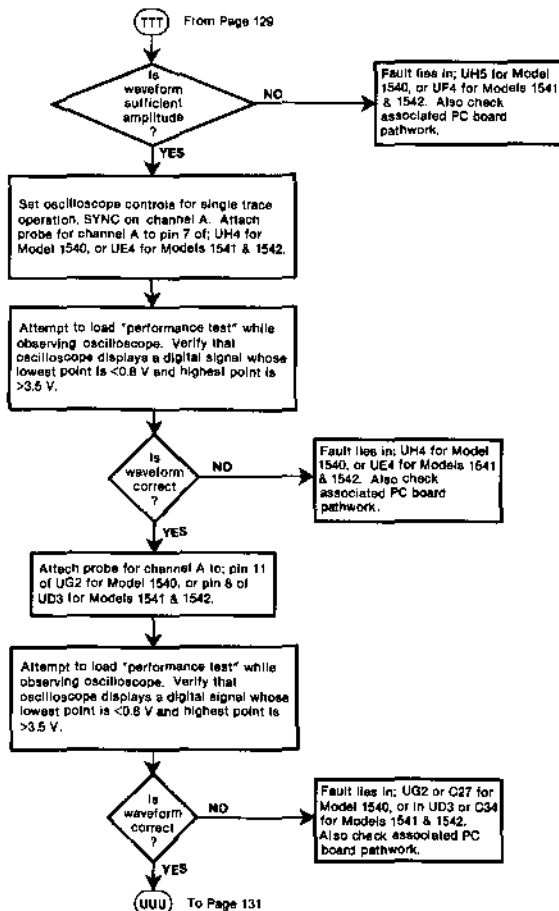 TTT From Page 129
Is
waveform
sufficient
amplitude
?
NO
Fault lies in; UH5 for Model
1540, or UF4 for Models 1541
& 1542. Also check
associated PC board
pathwork.
YES
Set oscilloscope controls for single trace
operation, SYNC on channel A. Attach
probe for channel A to pin 7 of; UH4 for
Model 1540, or UE4 for Models 1541 & 1542.
Attempt to load "performance test" while
observing oscilloscope. Verify that
oscilloscope displays a digital signal whose
lowest point is <0.8 V and highest point is
>3.5 V.
Is
waveform
correct
?
NO
Fault lies in; UH4 for Model
1540, or UE4 for Models 1541
& 1542. Also check
associated PC board
pathwork.
YES
Attach probe for channel A to; pin 11
of UG2 for Model 1540, or pin 8 of
UD3 for Models 1541 & 1542.
Attempt to load "performance test" while
observing oscilloscope. Verify that
oscilloscope displays a digital signal whose
lowest point is <0.8 V and highest point is
>3.5 V.
Is
waveform
correct
?
NO
Fault lies in; UG2 or C27 for
Model 1540, or in UD3 or C34
for Models 1541 & 1542.
Also check associated PC
board pathwork.
YES
UUU To Page 131